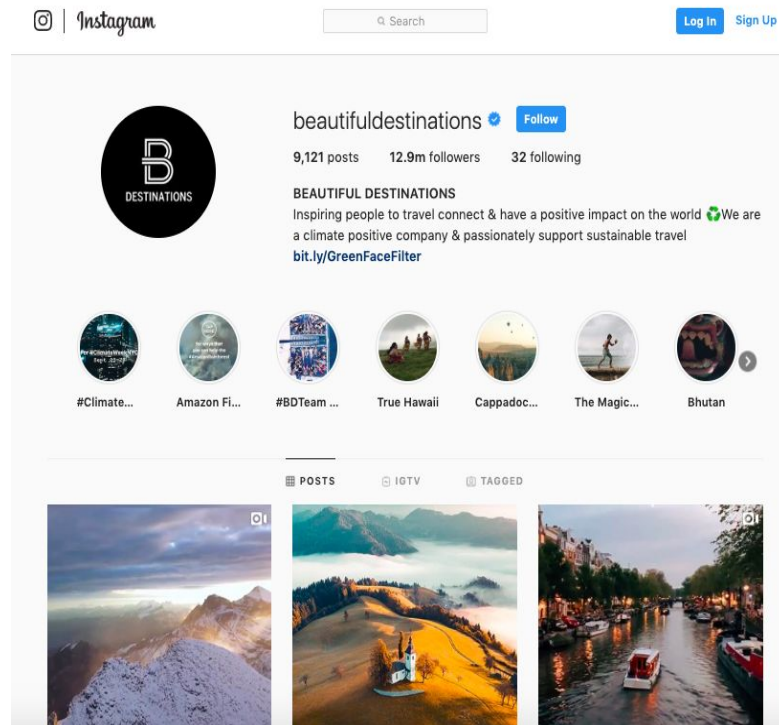 Instagram
Search
Log In
Sign Up
beautifuldestinations
Follow
9,121 posts
12.9m followers
32 following
B
DESTINATIONS
BEAUTIFUL DESTINATIONS
Inspiring people to travel connect & have a positive impact on the world ♻️We are
a climate positive company & passionately support sustainable travel
bit.ly/GreenFaceFilter
#Climate...
Amazon Fi...
#BDTeam ...
True Hawaii
Cappadoc...
The Magic...
Bhutan
POSTS
IGTV
TAGGED